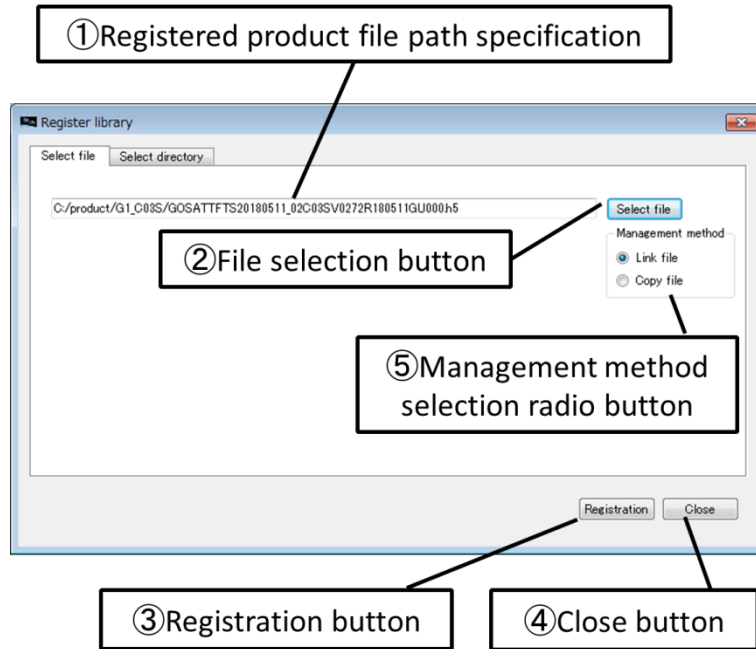 ①Registered product file path specification
Register library
Select file
Select directory
C:/product/G1_C03S/GOSATTFTS20180511_02C03SV0272R180511GU000.h5
Select file
②File selection button
Management method
Link file
Copy file
⑤Management method
selection radio button
Registration
Close
③Registration button
④Close button